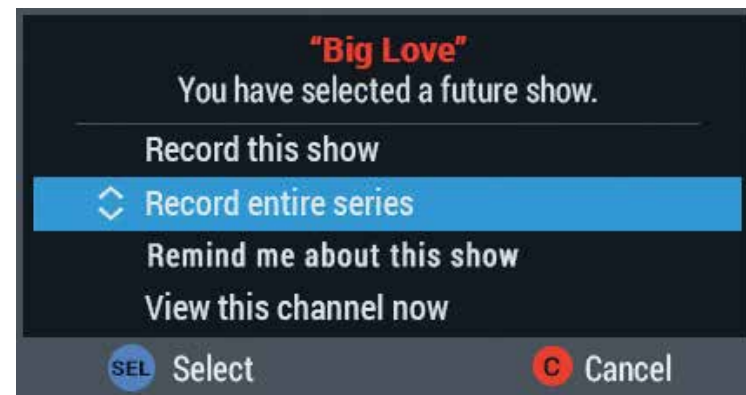 “Big Love”
You have selected a future show.
Record this show
Record entire series
Remind me about this show
View this channel now
SEL Select C Cancel